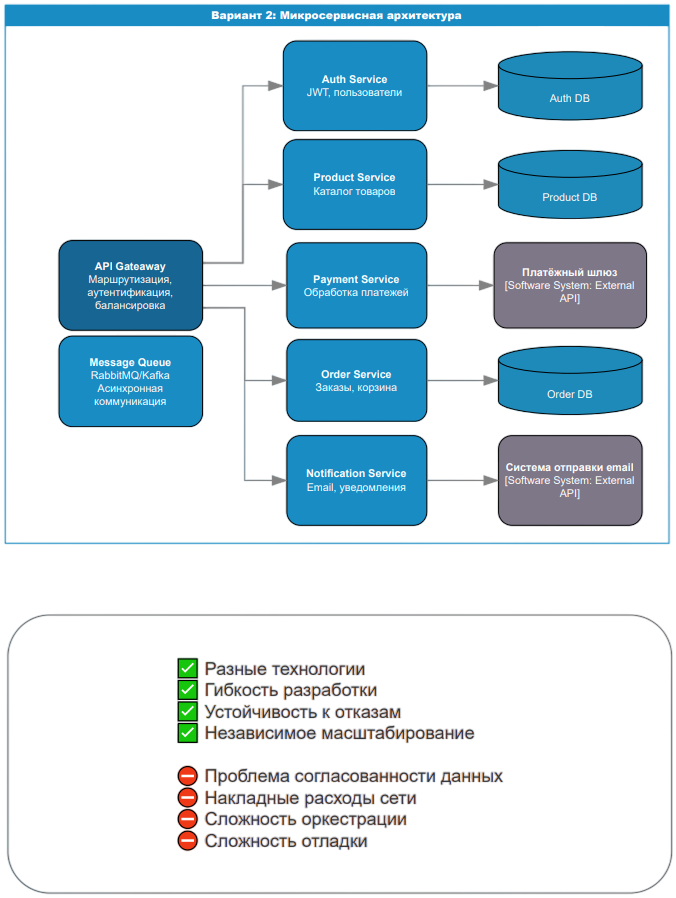 Вариант 2: Микросервисная архитектура
Auth Service
JWT, пользователи
Auth DB
Product Service
Каталог товаров
Product DB
API Gateaway
Маршрутизация,
аутентификация,
балансировка
Payment Service
Обработка платежей
Платёжный шлюз
[Software System: External
API]
Message Queue
RabbitMQ/Kafka
Асинхронная
коммуникация
Order Service
Заказы, корзина
Order DB
Notification Service
Email, уведомления
Система отправки email
[Software System: External
API]
✅ Разные технологии
✅ Гибкость разработки
✅ Устойчивость к отказам
✅ Независимое масштабирование
⛔ Проблема согласованности данных
⛔ Накладные расходы сети
⛔ Сложность оркестрации
⛔ Сложность отладки